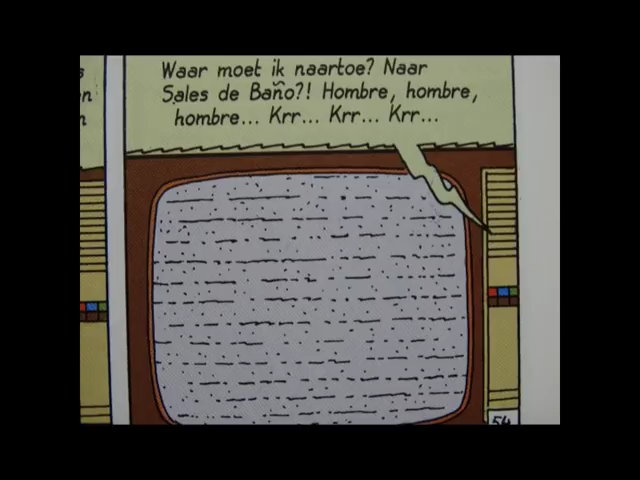 Waar moet ik naartoe? Naar
Sales de Baño?! Hombre, hombre,
hombre... Krr... Krr... Krr...
54